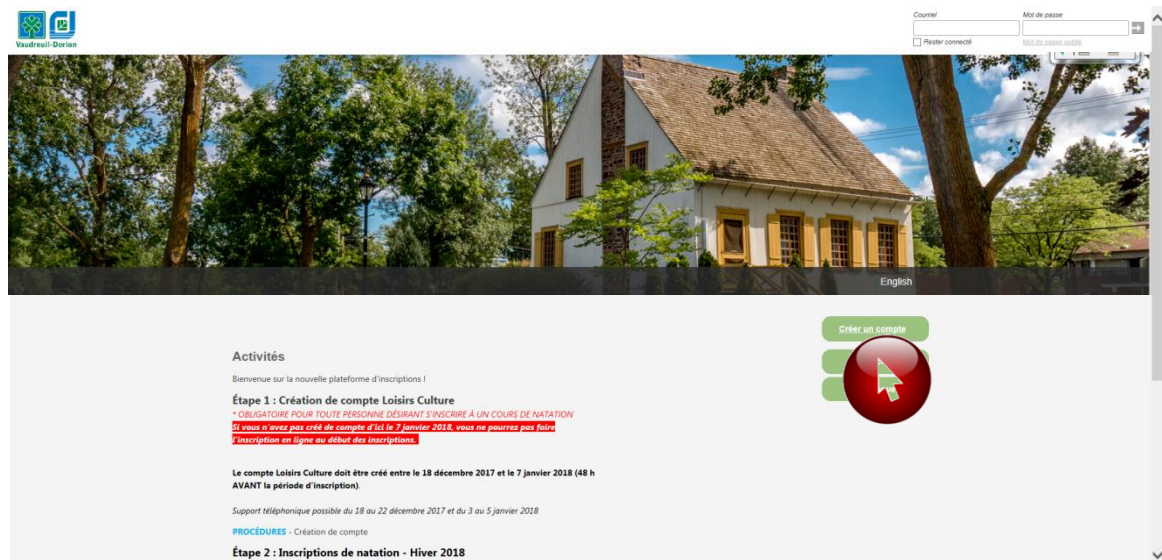 Vaudreuil-Dorion
Courriel
Mot de passe
Rester connecté
Mot de passe oublié
English
Créer un compte
Activités
Bienvenue sur la nouvelle plateforme d'inscriptions !
Étape 1 : Création de compte Loisirs Culture
* OBLIGATOIRE POUR TOUTE PERSONNE DÉSIRANT S'INSCRIRE À UN COURS DE NATATION
Si vous n'avez pas créé de compte d'ici le 7 janvier 2018, vous ne pourrez pas faire
l'inscription en ligne au début des inscriptions.
Le compte Loisirs Culture doit être créé entre le 18 décembre 2017 et le 7 janvier 2018 (48 h
AVANT la période d'inscription).
Support téléphonique possible du 18 au 22 décembre 2017 et du 3 au 5 janvier 2018
PROCÉDURES - Création de compte
Étape 2 : Inscriptions de natation - Hiver 2018